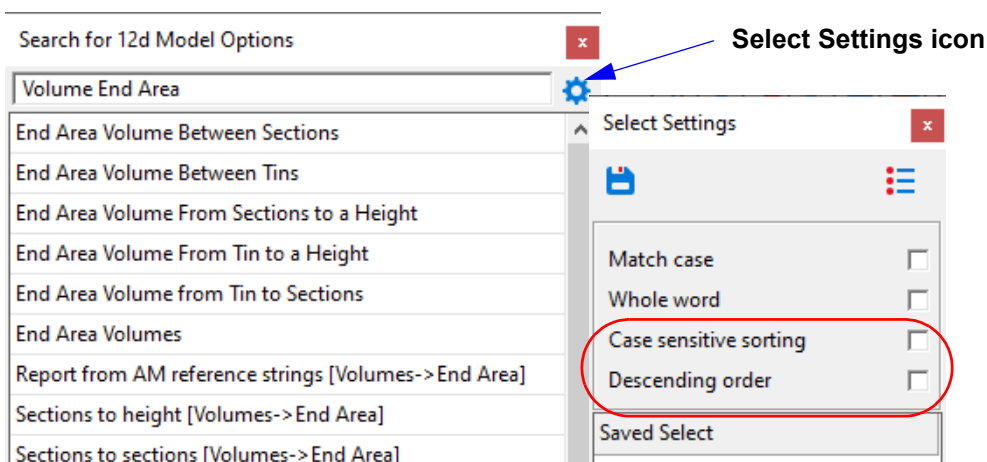 Search for 12d Model Options
x
Select Settings icon
Volume End Area
End Area Volume Between Sections
End Area Volume Between Tins
End Area Volume From Sections to a Height
End Area Volume From Tin to a Height
End Area Volume from Tin to Sections
End Area Volumes
Report from AM reference strings [Volumes->End Area]
Sections to height [Volumes->End Area]
Sections to sections [Volumes->End Area]
Select Settings
x
Match case
Whole word
Case sensitive sorting
Descending order
Saved Select